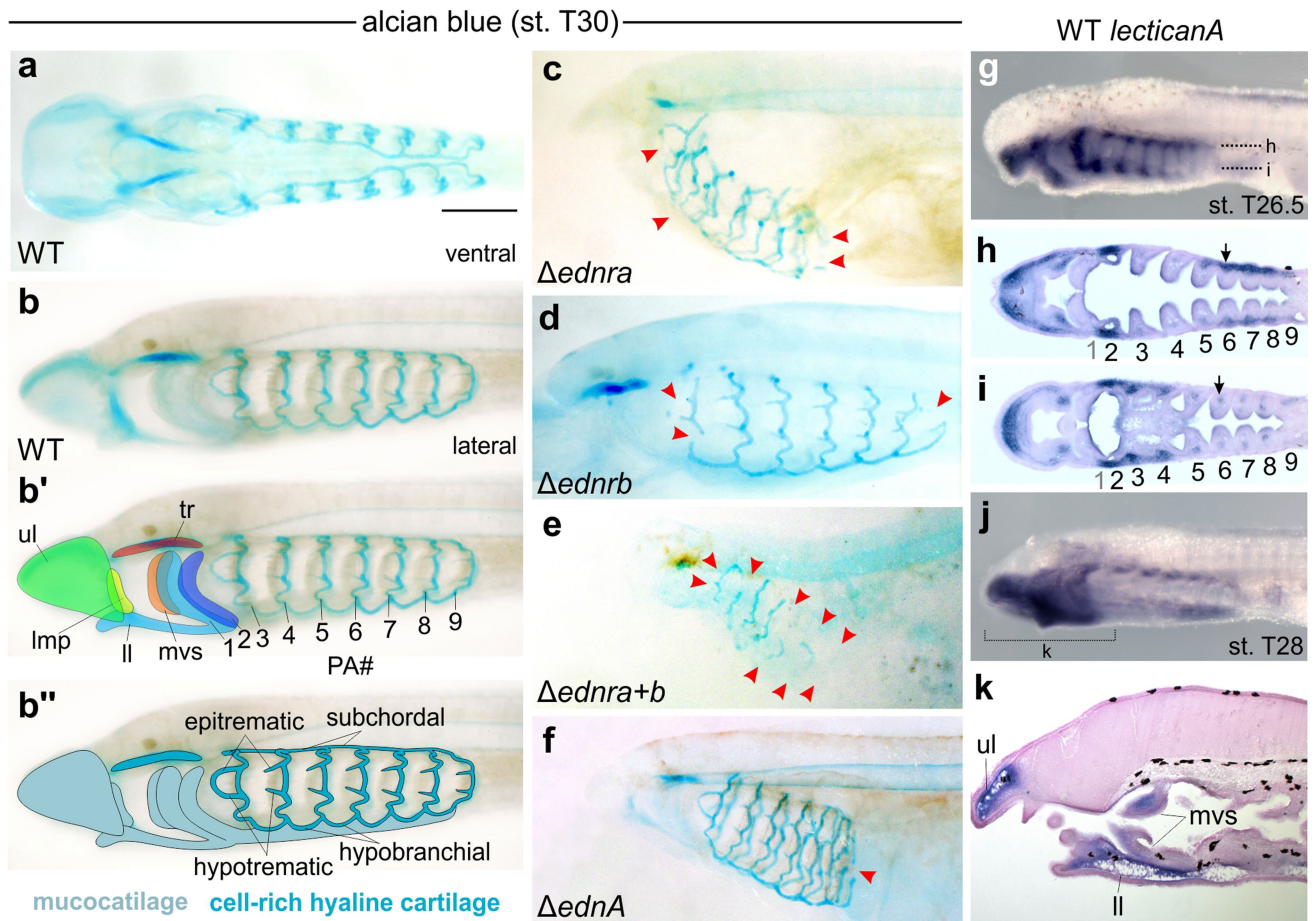 alcian blue (st. T30)
WT lecticanA
a
WT
ventral
b
WT
lateral
b'
ul
tr
lmp
ll
mvs
1
2
3
4
5
6
7
8
9
PA#
b"
epitrematic
subchordal
hypotrematic
hypobranchial
mucocatilage
cell-rich hyaline cartilage
c
Δednra
d
Δednrb
e
Δednra+b
f
ΔednA
g
h
i
st. T26.5
h
1 2 3 4 5 6 7 8 9
i
1 2 3 4 5 6 7 8 9
j
k
st. T28
k
ul
mvs
ll